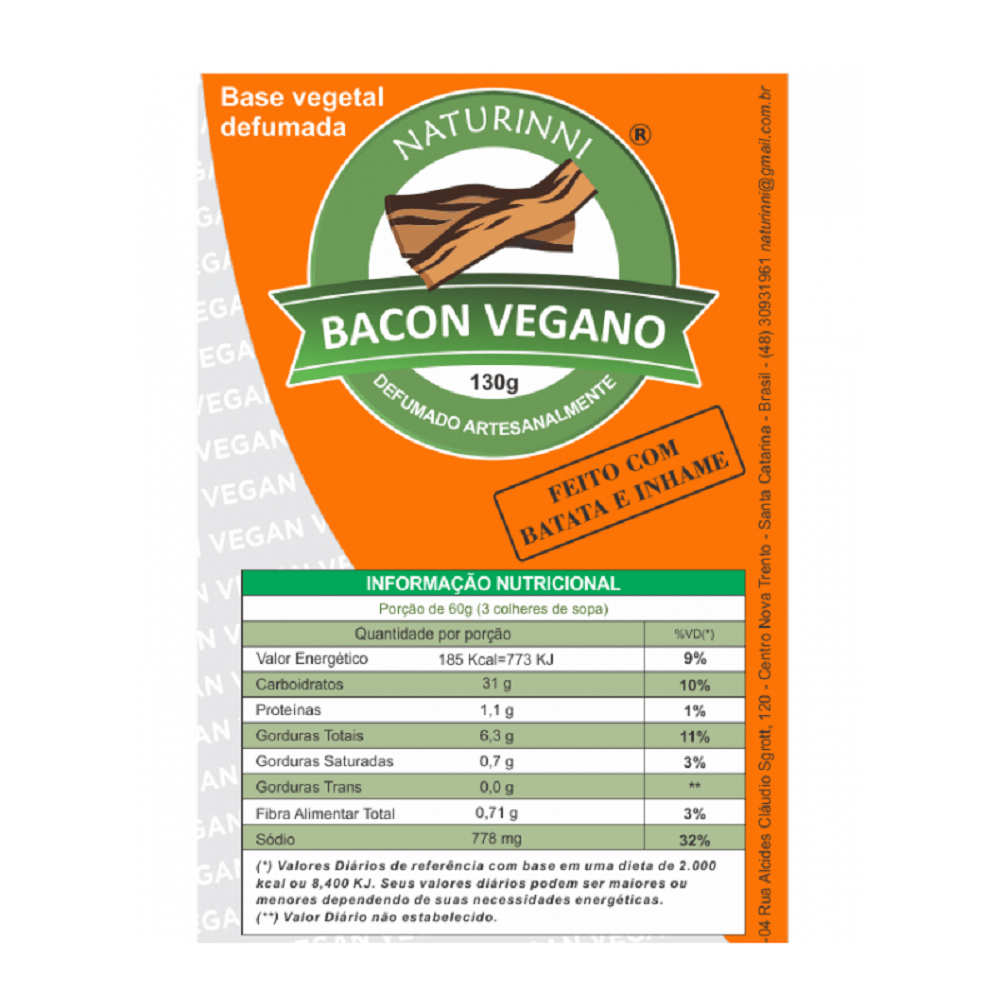 Base vegetal
defumada
NATURINNI
®
BACON VEGANO
130g
DEFUMADO ARTESANALMENTE
FEITO COM
BATATA E INHAME
INFORMAÇÃO NUTRICIONAL
Porção de 60g (3 colheres de sopa)
Quantidade por porção %VD(*)
Valor Energético 185 Kcal=773 KJ 9%
Carboidratos 31 g 10%
Proteínas 1,1 g 1%
Gorduras Totais 6,3 g 11%
Gorduras Saturadas 0,7 g 3%
Gorduras Trans 0,0 g **
Fibra Alimentar Total 0,71 g 3%
Sódio 778 mg 32%
(*) Valores Diários de referência com base em uma dieta de 2.000
kcal ou 8,400 KJ. Seus valores diários podem ser maiores ou
menores dependendo de suas necessidades energéticas.
(**) Valor Diário não estabelecido.
-04 Rua Alcides Cláudio Sgrott, 120 - Centro Nova Trento - Santa Catarina - Brasil - (48) 30931961 naturinni@gmail.com.br
VEGAN
VEGAN
VEGAN